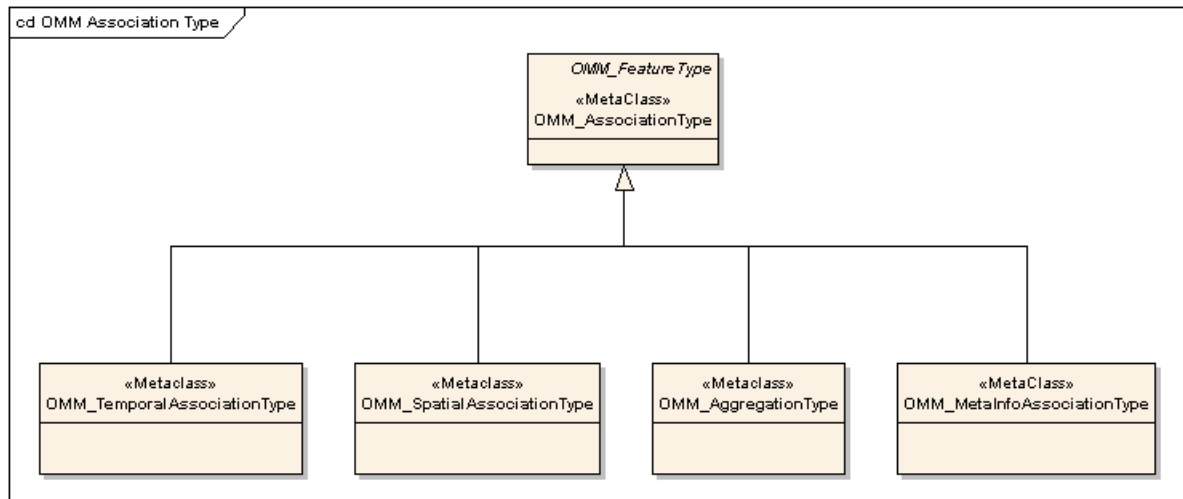 cd OMM Association Type
OMM_FeatureType
«MetaClass»
OMM_AssociationType
«Metaclass»
OMM_TemporalAssociationType
«Metaclass»
OMM_SpatialAssociationType
«Metaclass»
OMM_AggregationType
«MetaClass»
OMM_MetaInfoAssociationType